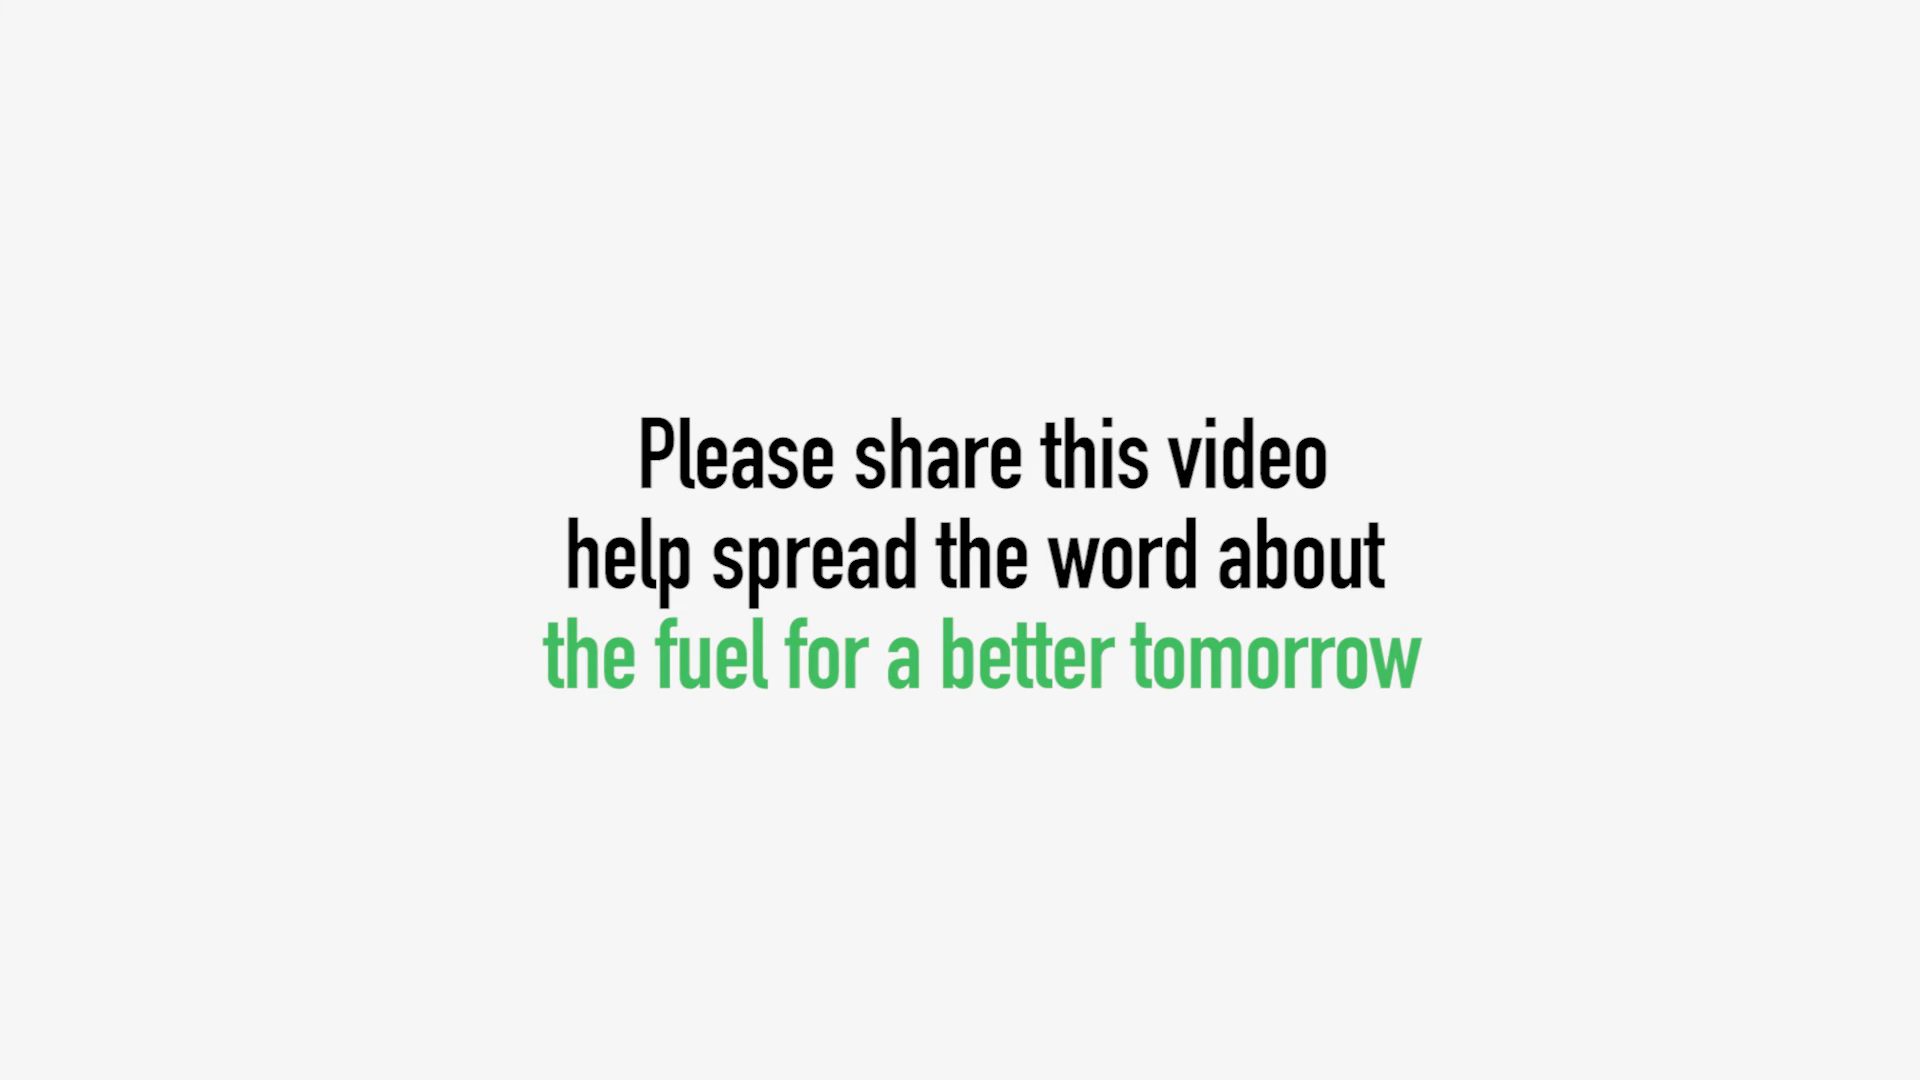 Please share this video
help spread the word about
the fuel for a better tomorrow